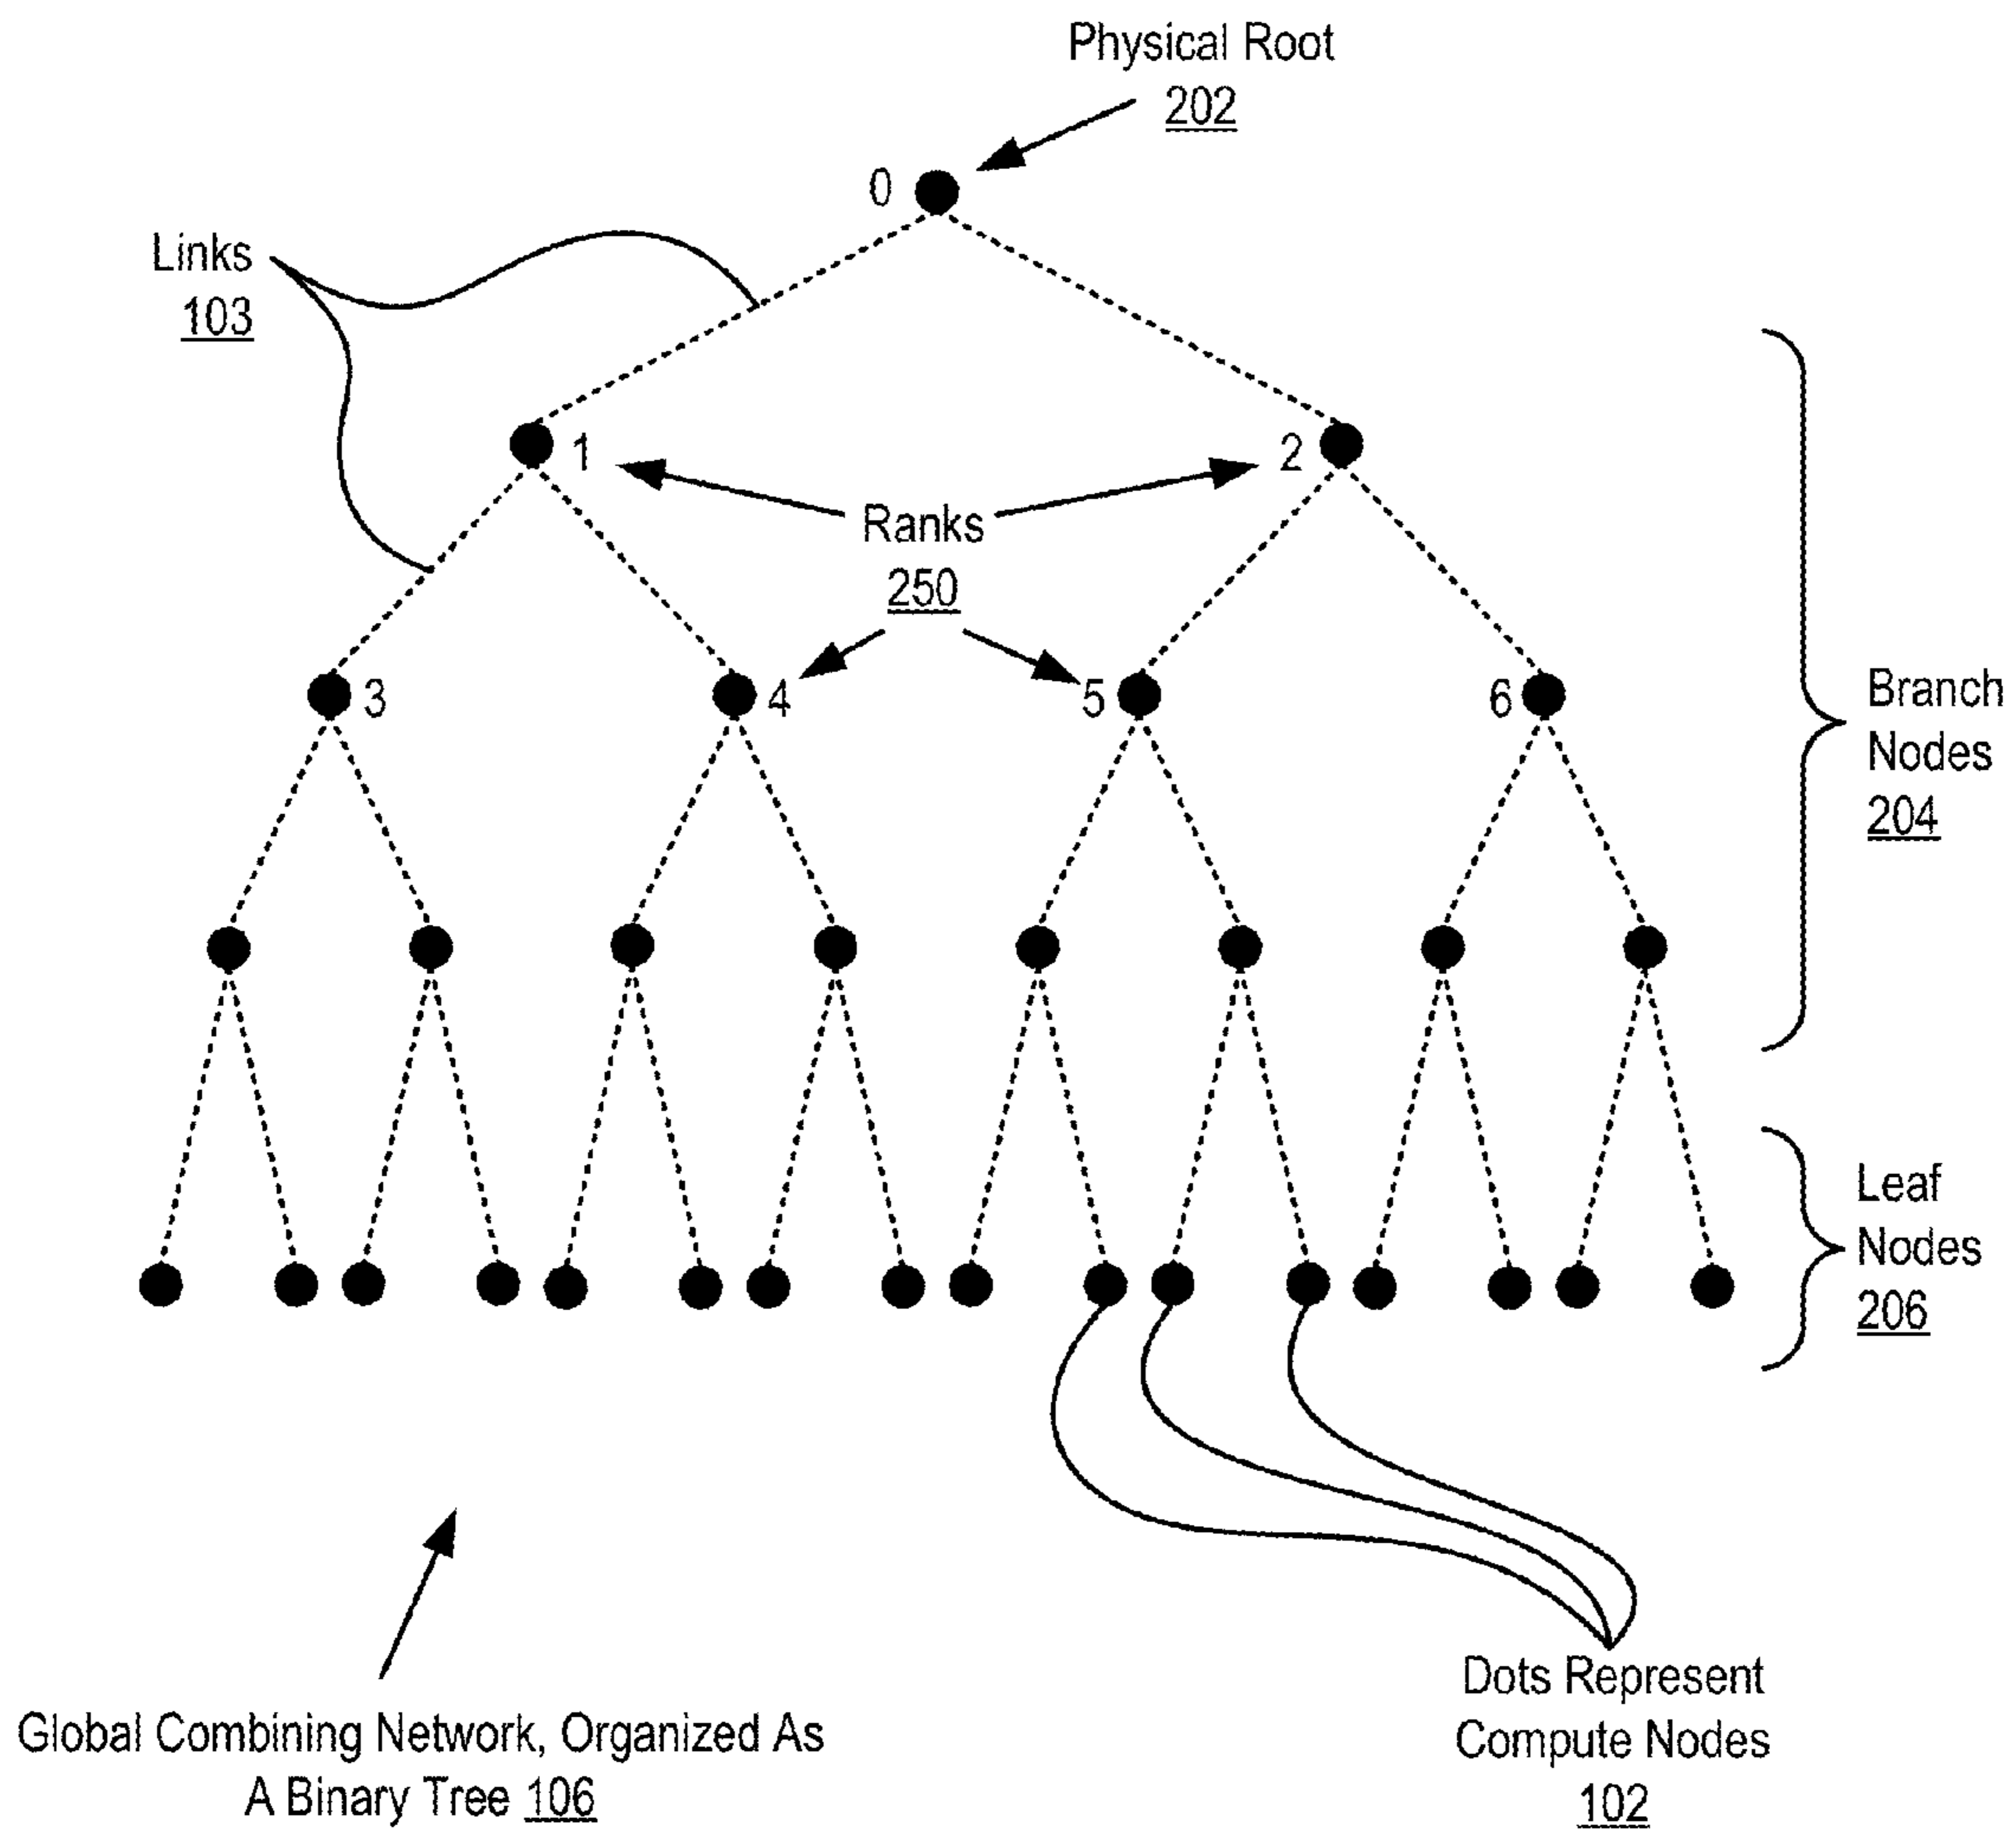 Physical Root
202
0
Links
103
1
2
Ranks
250
3
4
5
6
Branch
Nodes
204
Leaf
Nodes
206
Dots Represent
Compute Nodes
102
Global Combining Network, Organized As
A Binary Tree 106